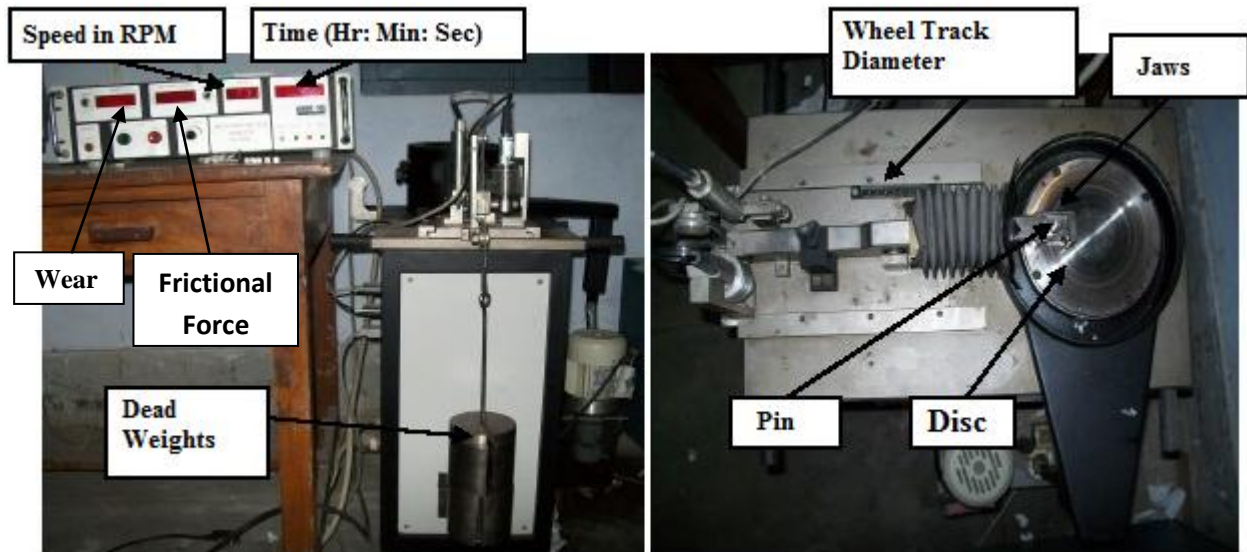 Speed in RPM
Time (Hr: Min: Sec)
Wear
Frictional
Force
Dead
Weights
Wheel Track
Diameter
Jaws
Pin
Disc